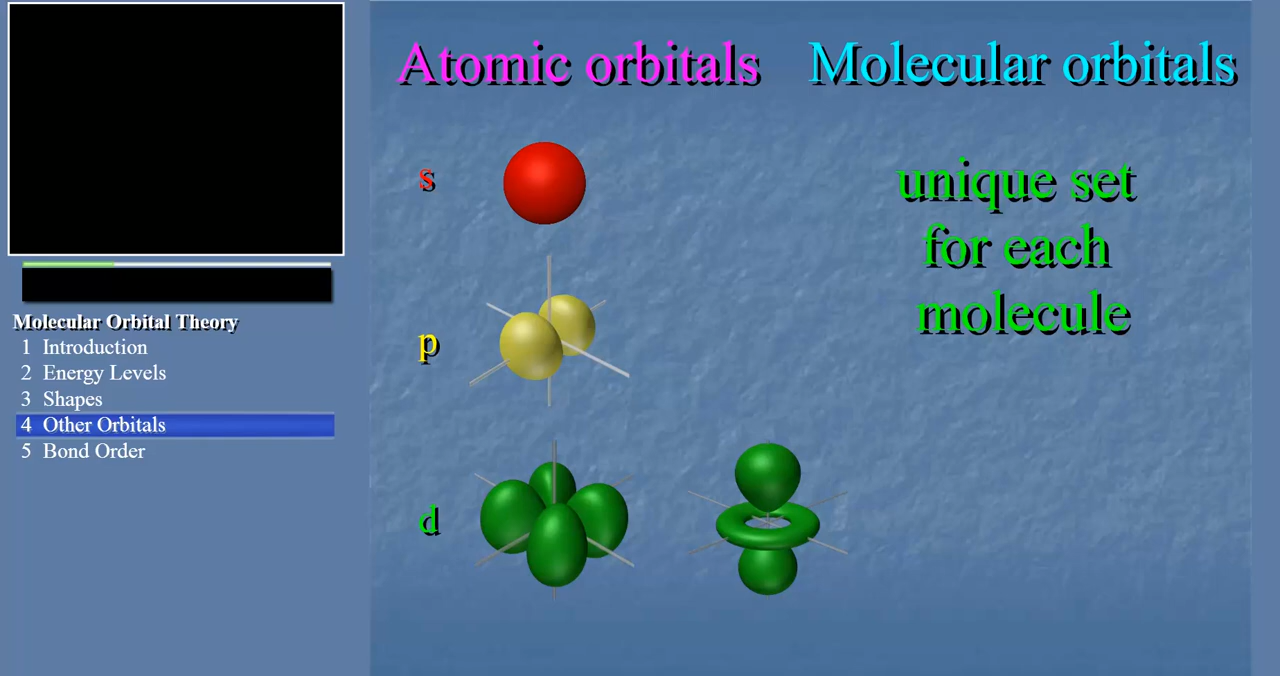 Atomic orbitals
Molecular orbitals
s
unique set
for each
molecule
p
d
Molecular Orbital Theory
1 Introduction
2 Energy Levels
3 Shapes
4 Other Orbitals
5 Bond Order